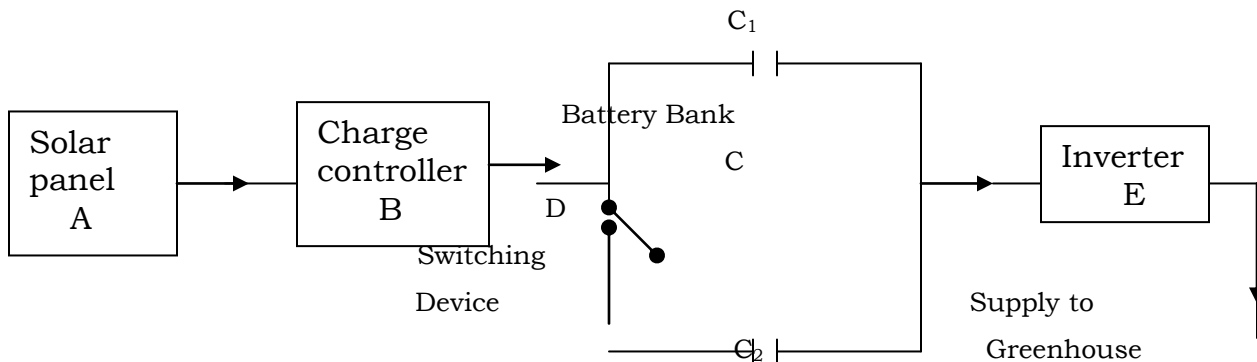 C₁
Solar
panel
A
Charge
controller
B
Battery Bank
C
D
Switching
Device
C₂
Inverter
E
Supply to
Greenhouse